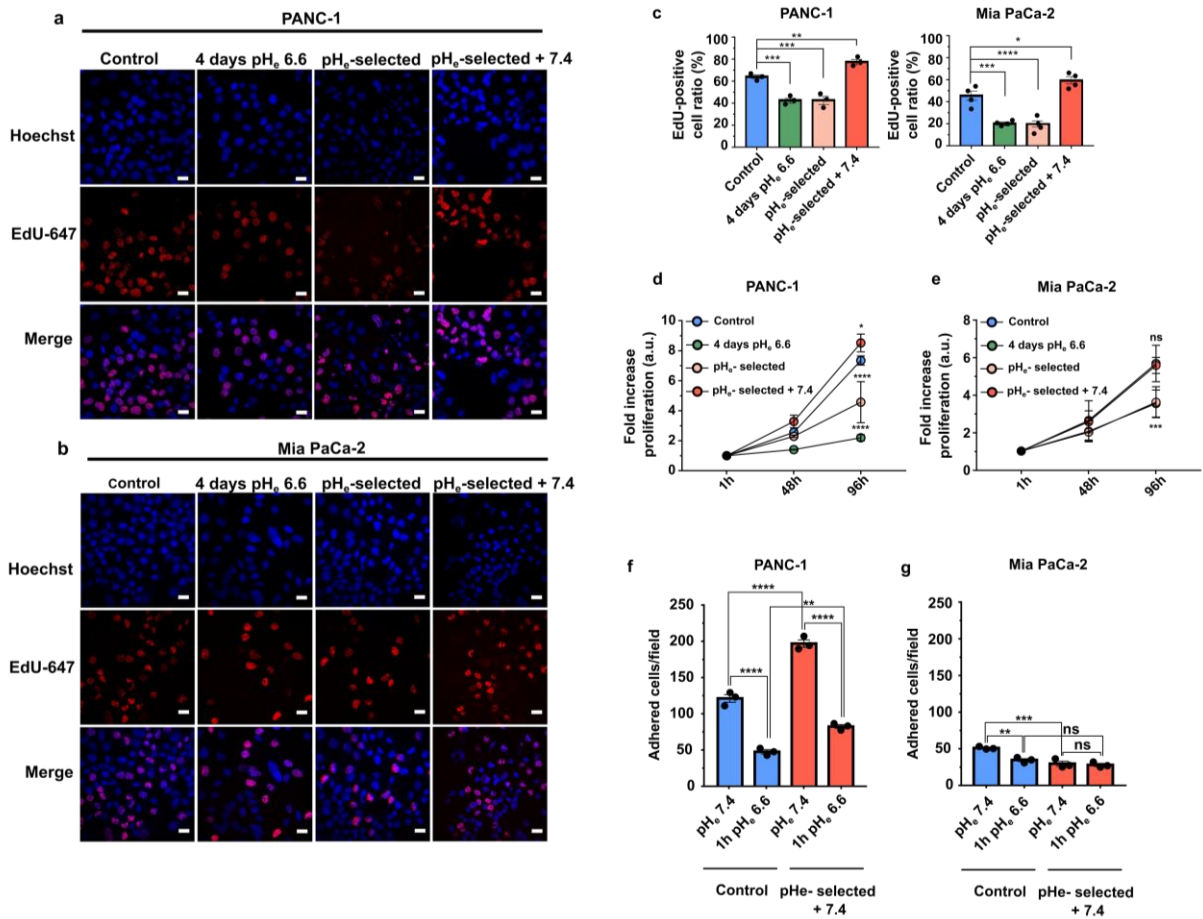 a
PANC-1
Control 4 days pHe 6.6 pHe-selected pHe-selected + 7.4
Hoechst
EdU-647
Merge
b
Mia PaCa-2
Control 4 days pHe 6.6 pHe-selected pHe-selected + 7.4
Hoechst
EdU-647
Merge
c
PANC-1
EdU-positive
cell ratio (%)
100
80
60
40
20
0
**
***
***
Control
4 days pHe 6.6
pHe-selected
pHe-selected + 7.4
Mia PaCa-2
EdU-positive
cell ratio (%)
100
80
60
40
20
0
*
****
***
Control
4 days pHe 6.6
pHe-selected
pHe-selected + 7.4
d
PANC-1
Fold increase
proliferation (a.u.)
10
8
6
4
2
0
Control
4 days pHe 6.6
pHe- selected
pHe- selected + 7.4
*
****
****
1h 48h 96h
e
Mia PaCa-2
Fold increase
proliferation (a.u.)
8
6
4
2
0
Control
4 days pHe 6.6
pHe- selected
pHe- selected + 7.4
ns
***
1h 48h 96h
f
PANC-1
Adhered cells/field
250
200
150
100
50
0
****
**
****
****
pHe 7.4
1h pHe 6.6
pHe 7.4
1h pHe 6.6
Control
pHe- selected
+ 7.4
g
Mia PaCa-2
Adhered cells/field
250
200
150
100
50
0
***
ns
**
ns
pHe 7.4
1h pHe 6.6
pHe 7.4
1h pHe 6.6
Control
pHe- selected
+ 7.4